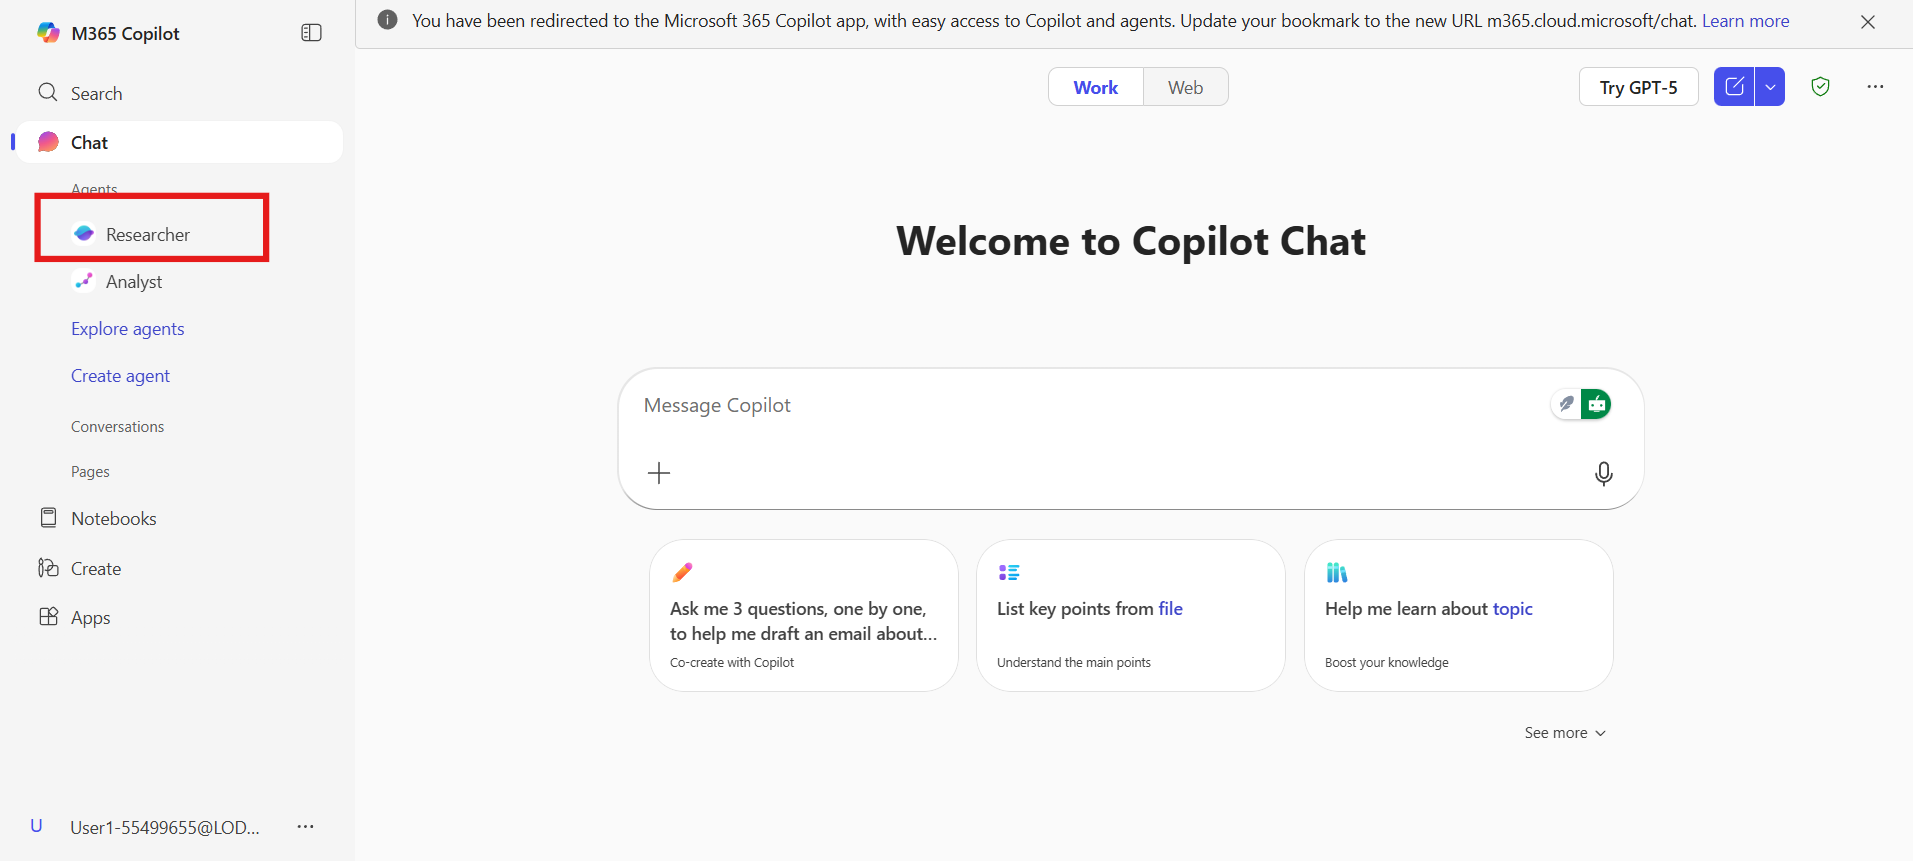 M365 Copilot
Search
Chat
Agents
Researcher
Analyst
Explore agents
Create agent
Conversations
Pages
Notebooks
Create
Apps
U User1-55499655@LOD... ...
You have been redirected to the Microsoft 365 Copilot app, with easy access to Copilot and agents. Update your bookmark to the new URL m365.cloud.microsoft/chat. Learn more
Work Web
Try GPT-5
Welcome to Copilot Chat
Message Copilot
Ask me 3 questions, one by one,
to help me draft an email about...
Co-create with Copilot
List key points from file
Understand the main points
Help me learn about topic
Boost your knowledge
See more